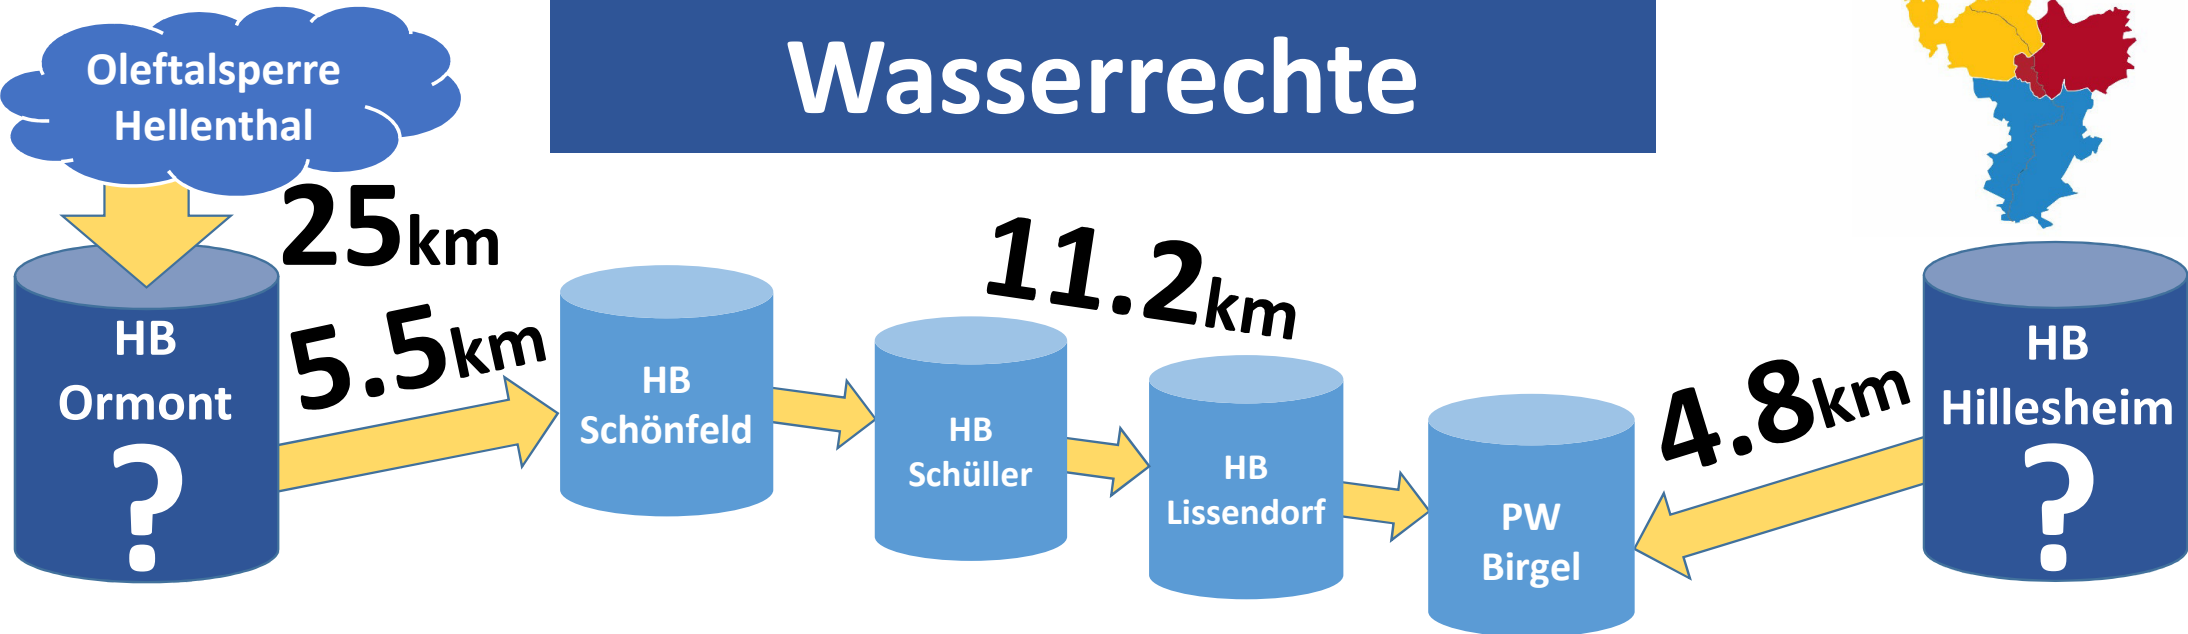 Oleftalsperre
Hellenthal
Wasserrechte
25km
5.5km
11.2km
4.8km
HB
Ormont
?
HB
Schönfeld
HB
Schüller
HB
Lissendorf
PW
Birgel
HB
Hillesheim
?